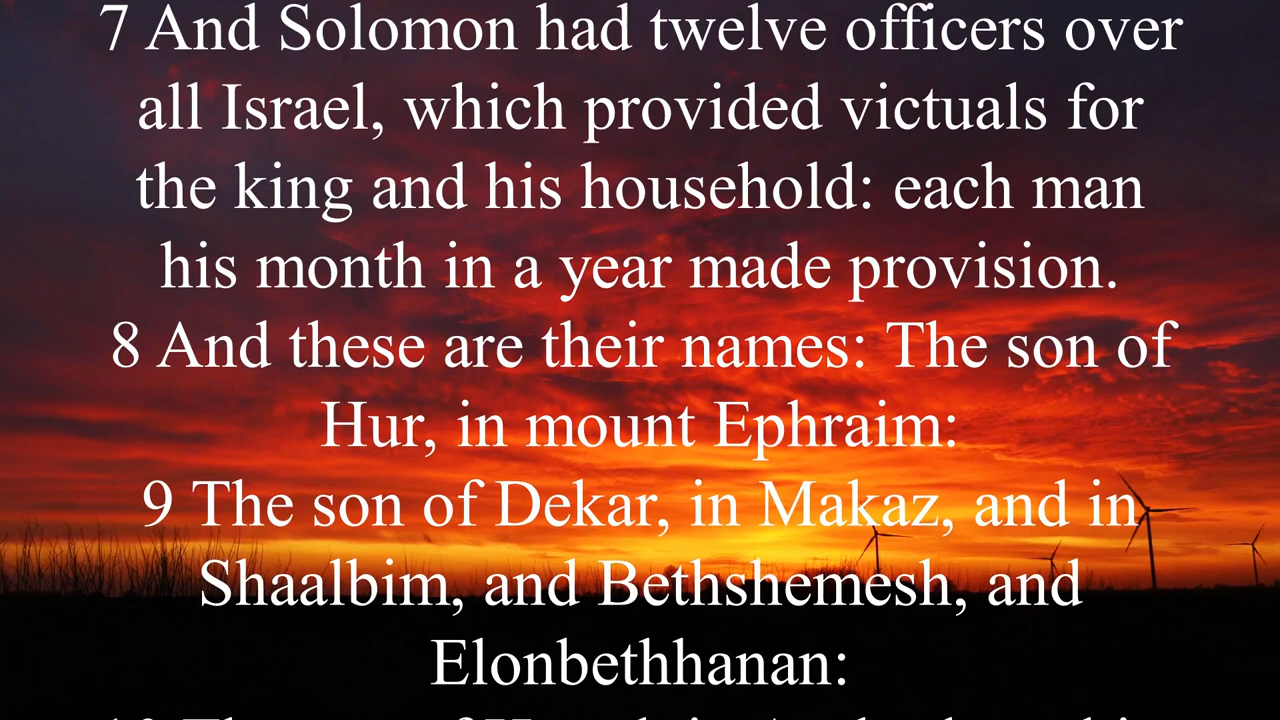 7 And Solomon had twelve officers over
all Israel, which provided victuals for
the king and his household: each man
his month in a year made provision.
8 And these are their names: The son of
Hur, in mount Ephraim:
9 The son of Dekar, in Makaz, and in
Shaalbim, and Bethshemesh, and
Elonbethhanan: